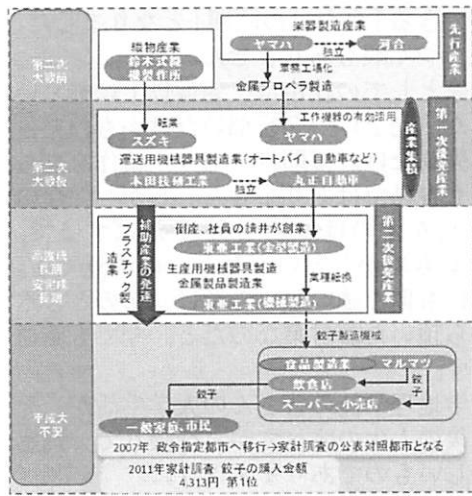 第二次
大戦前
織物産業
鈴木式織
機製作所
楽器製造産業
ヤマハ
独立
河合
軍需工場化
金属プロペラ製造
先行産業
第二次
大戦後
転業
工作機器の有効活用
スズキ
ヤマハ
運送用機械器具製造業(オートバイ、自動車など)
本田技研工業
独立
丸正自動車
産業集積
第一次後発産業
プラスチック製
造業
補助産業の発達
倒産、社員の請井が創業
東亜工業(金型製造)
生産用機械器具製造
金属製品製造業
業種転換
東亜工業(機械製造)
第二次後発産業
餃子製造機械
平成大
不況
食品製造業
マルマツ
飲食店
餃子
スーパー、小売店
餃子
一般家庭、市民
2007年 政令指定都市へ移行→家計調査の公表対照都市となる
2011年家計調査 餃子の購入金額
4,313円 第1位